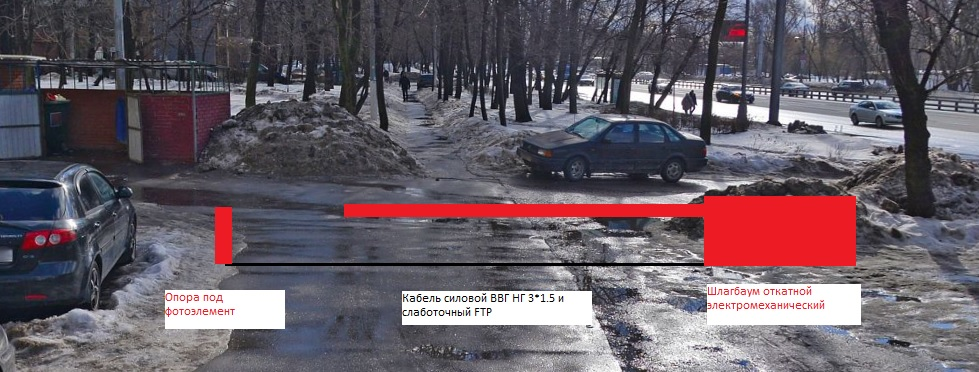 Опора под
фотоэлемент
Кабель силовой ВВГ НГ 3*1.5 и
слаботочный FTP
Шлагбаум откатной
электромеханический